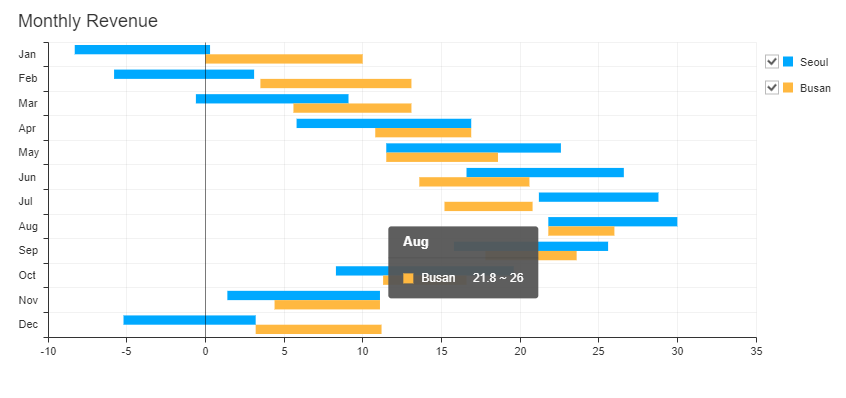 Monthly Revenue
Jan
Feb
Mar
Apr
May
Jun
Jul
Aug
Sep
Oct
Nov
Dec
-10 -5 0 5 10 15 20 25 30 35
Seoul
Busan
Aug
Busan 21.8 ~ 26